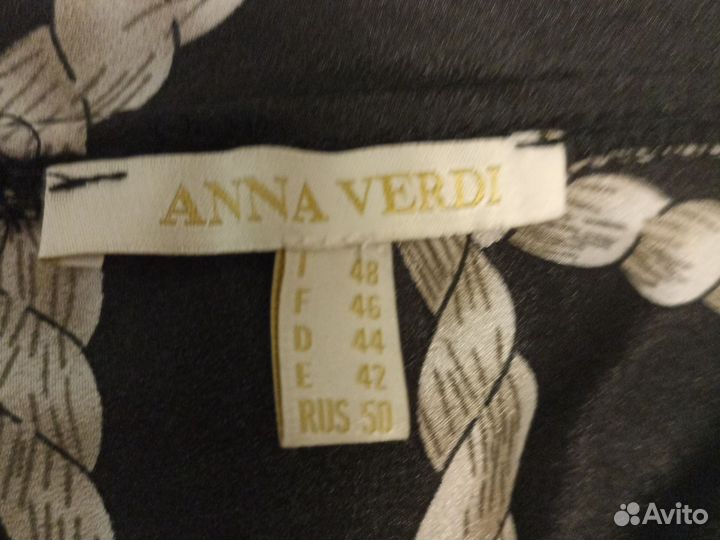 ANNA VERDI
I 48
F 46
D 44
E 42
RUS 50
Avito